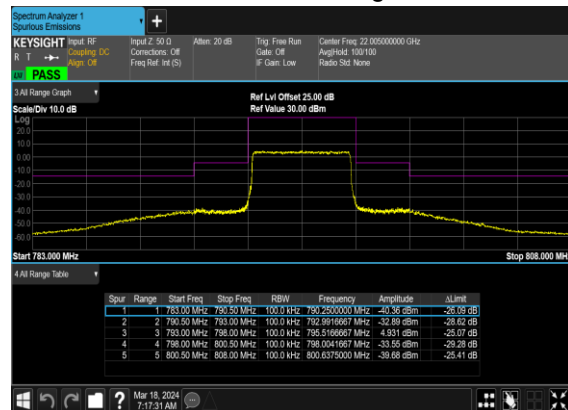 Spectrum Analyzer 1
Spurious Emissions
+
KEYSIGHT Input: RF Input Z: 50 Ω Atten: 20 dB Trig: Free Run Center Freq: 22.005000000 GHz
R T Coupling: DC Corrections: Off Gate: Off Avg|Hold: 100/100
Align: Off Freq Ref: Int (S) IF Gain: Low Radio Std: None
PASS
3 All Range Graph
Ref Lvl Offset 25.00 dB
Scale/Div 10.0 dB Ref Value 30.00 dBm
Log
20.0
10.0
0.00
-10.0
-20.0
-30.0
-40.0
-50.0
-60.0
Start 783.000 MHz Stop 808.000 MH
4 All Range Table
Spur Range Start Freq Stop Freq RBW Frequency Amplitude ΔLimit
1 1 783.00 MHz 790.50 MHz 100.0 kHz 790.2500000 MHz -40.36 dBm -26.09 dB
2 2 790.50 MHz 793.00 MHz 100.0 kHz 792.9916667 MHz -32.89 dBm -28.62 dB
3 3 793.00 MHz 798.00 MHz 100.0 kHz 795.5166667 MHz 4.931 dBm -25.07 dB
4 4 798.00 MHz 800.50 MHz 100.0 kHz 798.0041667 MHz -33.55 dBm -29.28 dB
5 5 800.50 MHz 808.00 MHz 100.0 kHz 800.6375000 MHz -39.68 dBm -25.41 dB
? Mar 18, 2024
7:17:31 AM